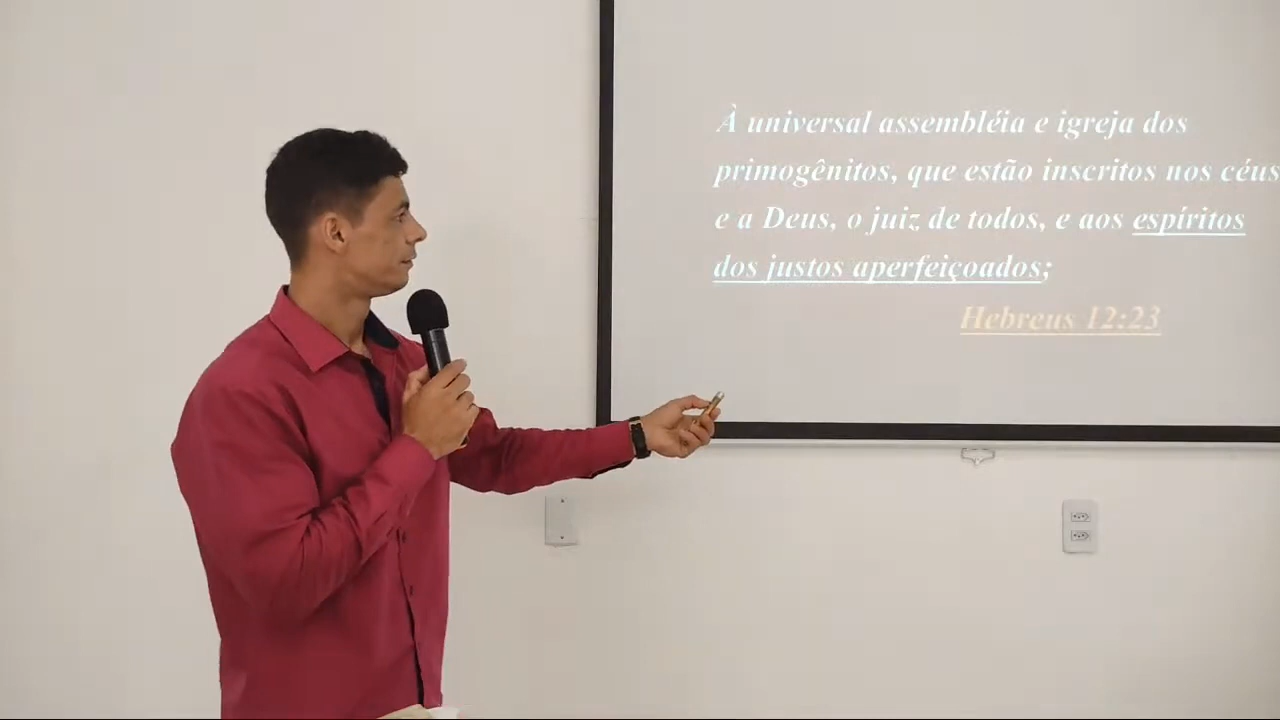 À universal assembléia e igreja dos
primogênitos, que estão inscritos nos céus
e a Deus, o juiz de todos, e aos espíritos
dos justos aperfeiçoados;
Hebreus 12:23